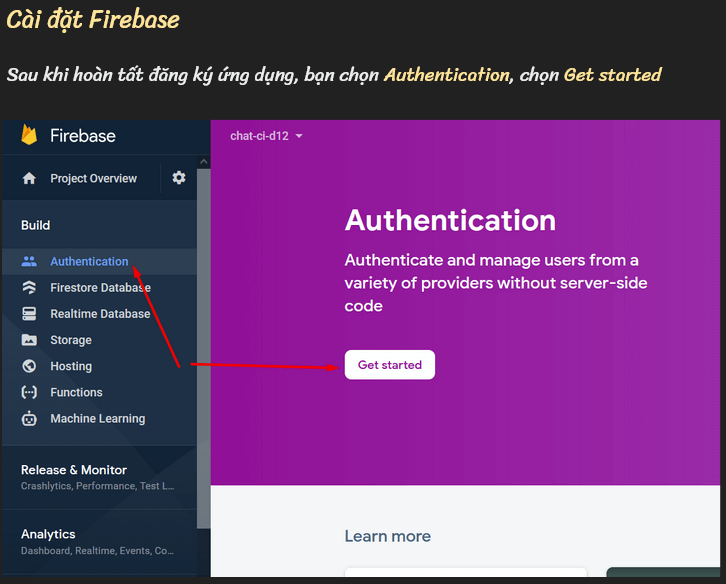 Cài đặt Firebase
Sau khi hoàn tất đăng ký ứng dụng, bạn chọn Authentication, chọn Get started
Firebase
Project Overview
Build
Authentication
Firestore Database
Realtime Database
Storage
Hosting
Functions
Machine Learning
Release & Monitor
Crashlytics, Performance, Test L...
Analytics
Dashboard, Realtime, Events, Co...
chat-ci-d12
Authentication
Authenticate and manage users from a
variety of providers without server-side
code
Get started
Learn more